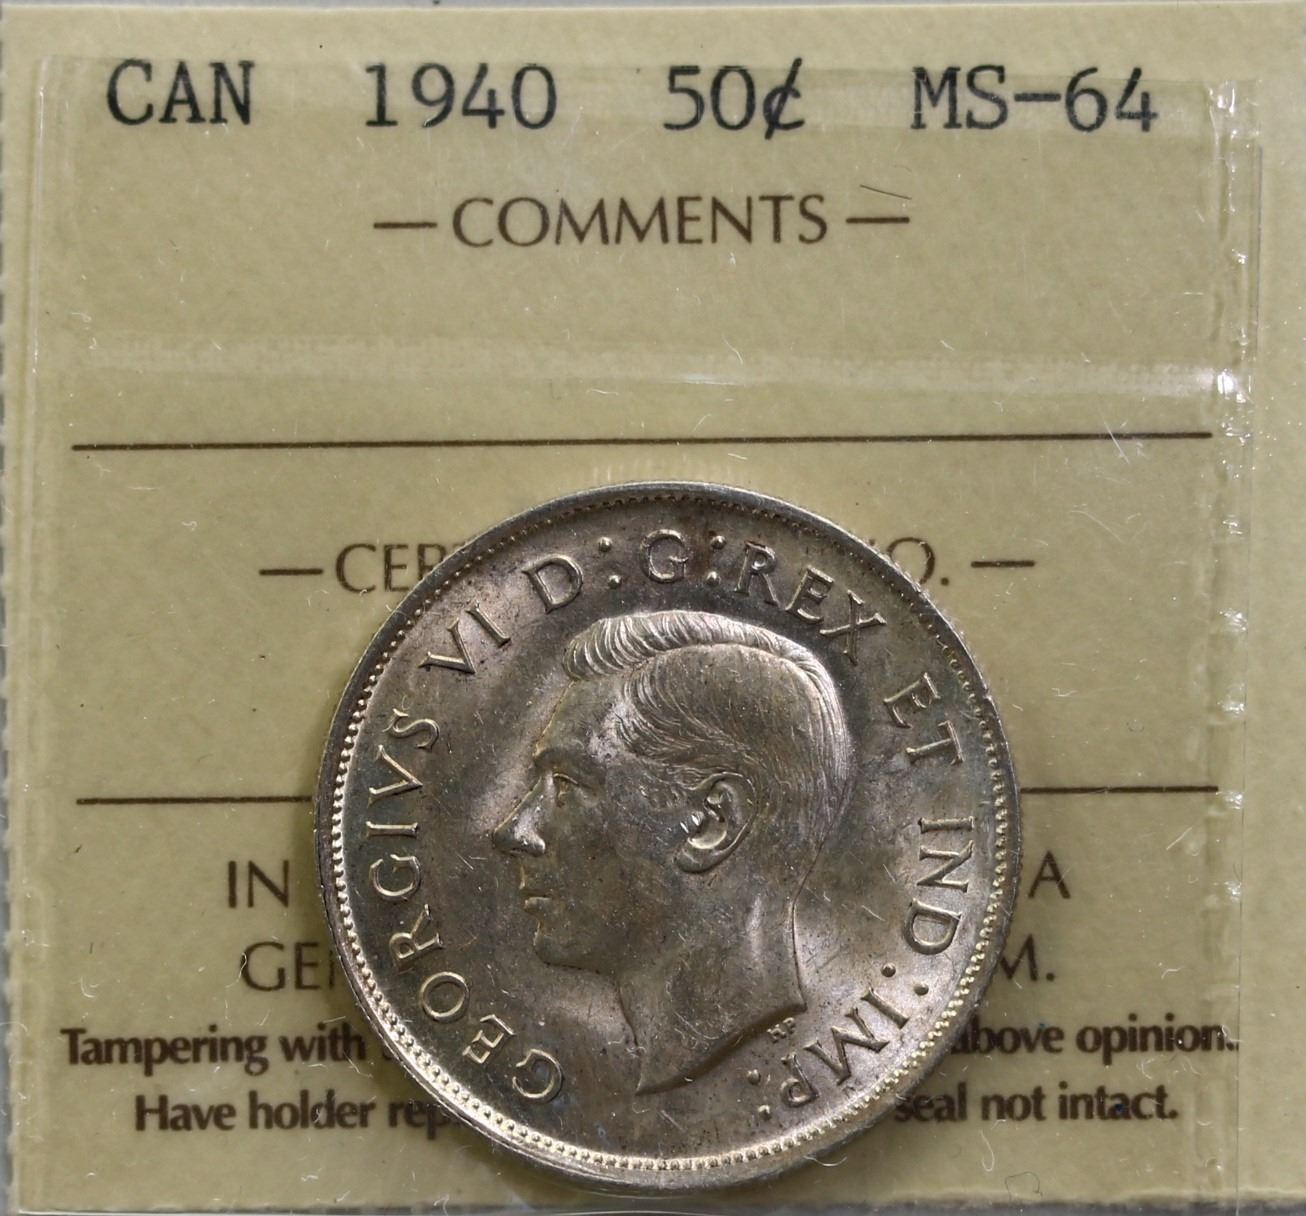 CAN 1940 50¢ MS-64
— COMMENTS —
— CER O. —
IN A
GE M.
Tampering with above opinion.
Have holder rep seal not intact.
GEORGIVS VI D:G:REX ET IND:IMP:
HP